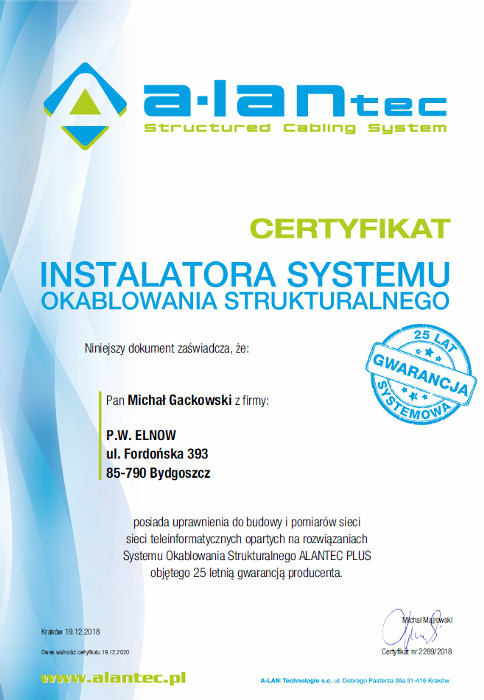 a·lantec
Structured Cabling System
CERTYFIKAT
INSTALATORA SYSTEMU
OKABLOWANIA STRUKTURALNEGO
Niniejszy dokument zaświadcza, że:
25 LAT
GWARANCJA
SYSTEMOWA
Pan Michał Gackowski z firmy:
P.W. ELNOW
ul. Fordońska 393
85-790 Bydgoszcz
posiada uprawnienia do budowy i pomiarów sieci
sieci teleinformatycznych opartych na rozwiązaniach
Systemu Okablowania Strukturalnego ALANTEC PLUS
objętego 25 letnią gwarancją producenta.
Kraków 19.12.2018
Okres ważności certyfikatu 19.12.2020
Michał Majrowski
Certyfikat nr 2289/2018
www.alantec.pl
A-LAN Technologie s.c. ul. Dobrego Pasterza 36a 31-416 Kraków